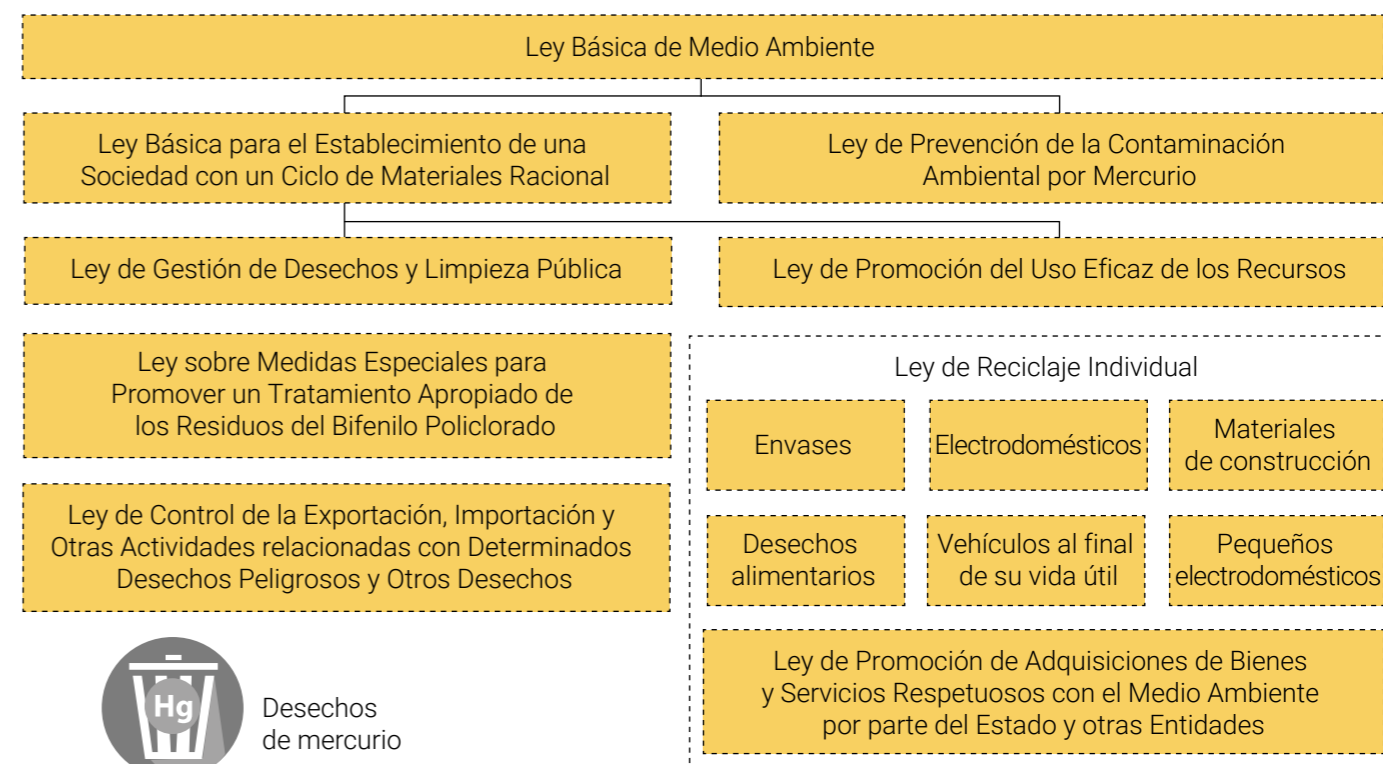 Ley Básica de Medio Ambiente
Ley Básica para el Establecimiento de una
Sociedad con un Ciclo de Materiales Racional
Ley de Prevención de la Contaminación
Ambiental por Mercurio
Ley de Gestión de Desechos y Limpieza Pública
Ley de Promoción del Uso Eficaz de los Recursos
Ley sobre Medidas Especiales para
Promover un Tratamiento Apropiado de
los Residuos del Bifenilo Policlorado
Ley de Control de la Exportación, Importación y
Otras Actividades relacionadas con Determinados
Desechos Peligrosos y Otros Desechos
Hg
Desechos
de mercurio
Ley de Reciclaje Individual
Envases
Electrodomésticos
Materiales
de construcción
Desechos
alimentarios
Vehículos al final
de su vida útil
Pequeños
electrodomésticos
Ley de Promoción de Adquisiciones de Bienes
y Servicios Respetuosos con el Medio Ambiente
por parte del Estado y otras Entidades